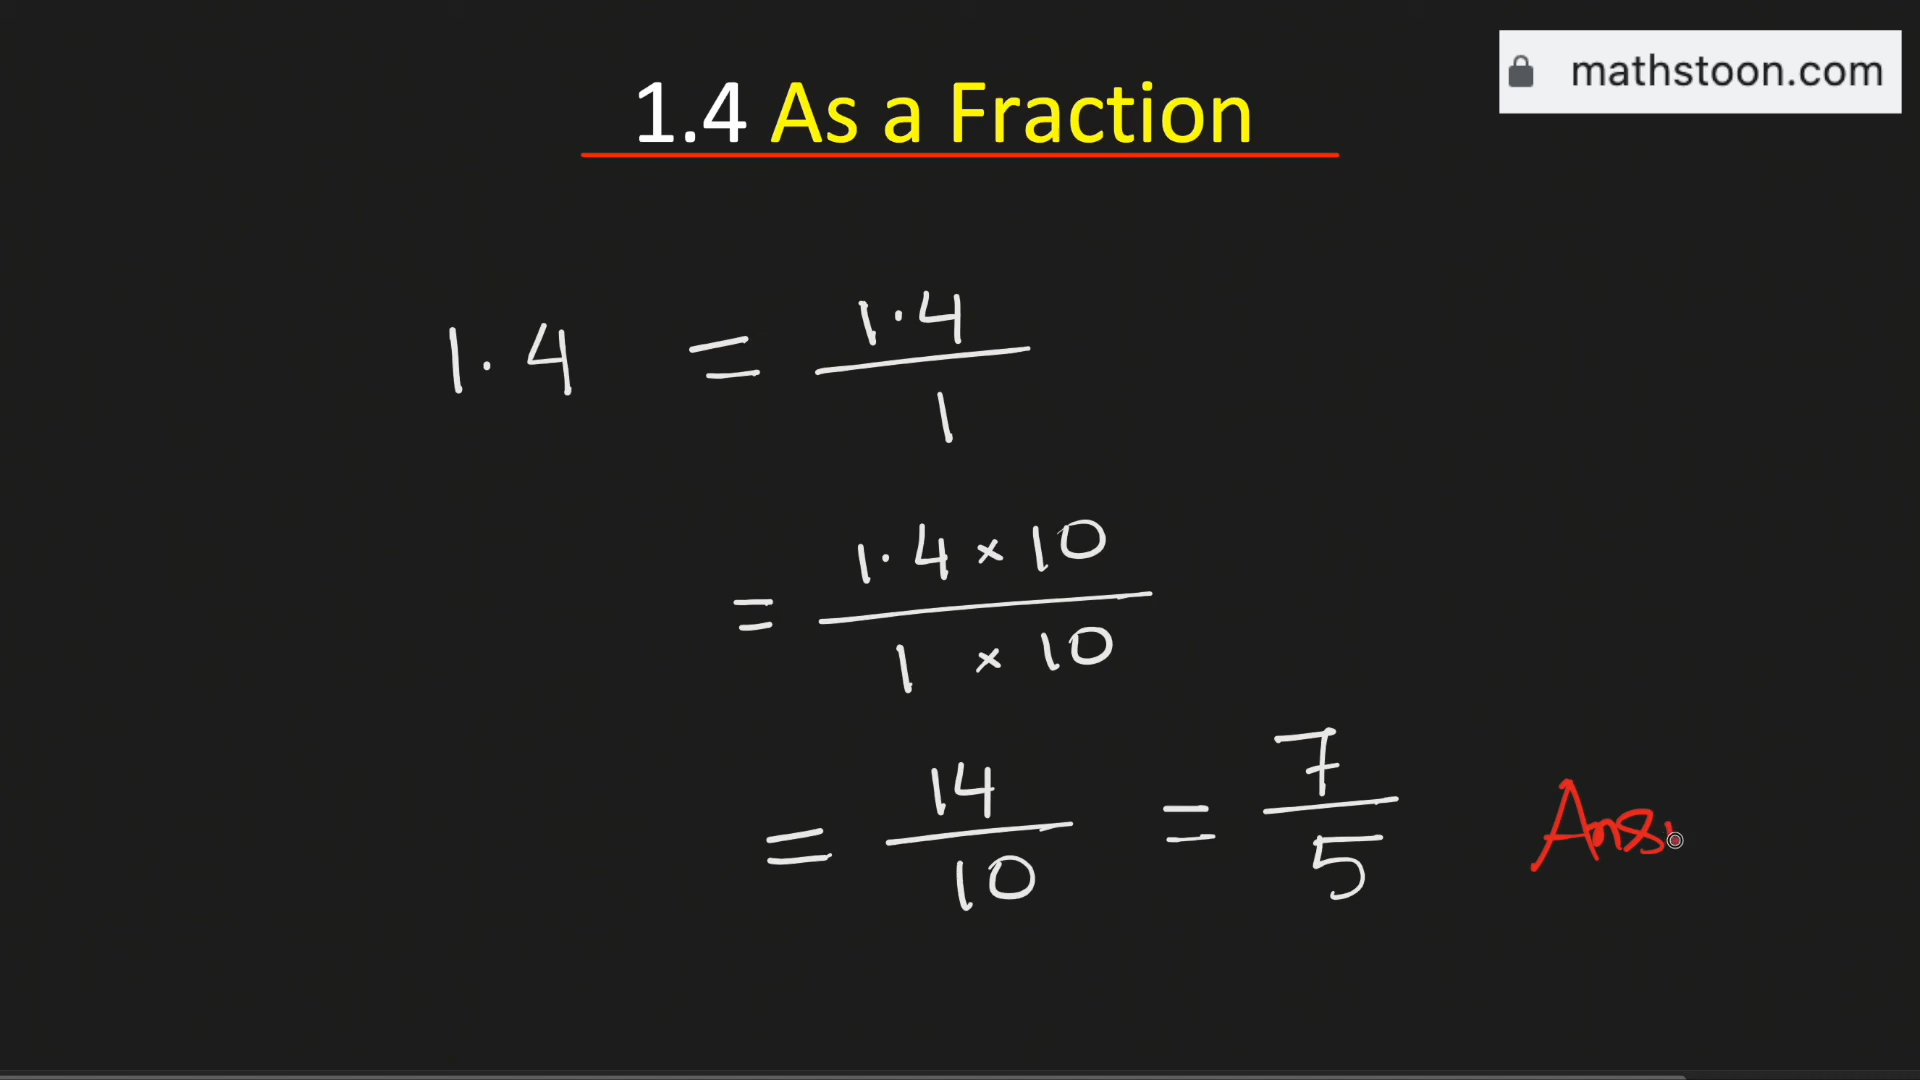 mathstoon.com
1.4 As a Fraction
1.4 = 1.4 / 1
= 1.4 × 10 / 1 × 10
= 14 / 10 = 7 / 5 Ans.